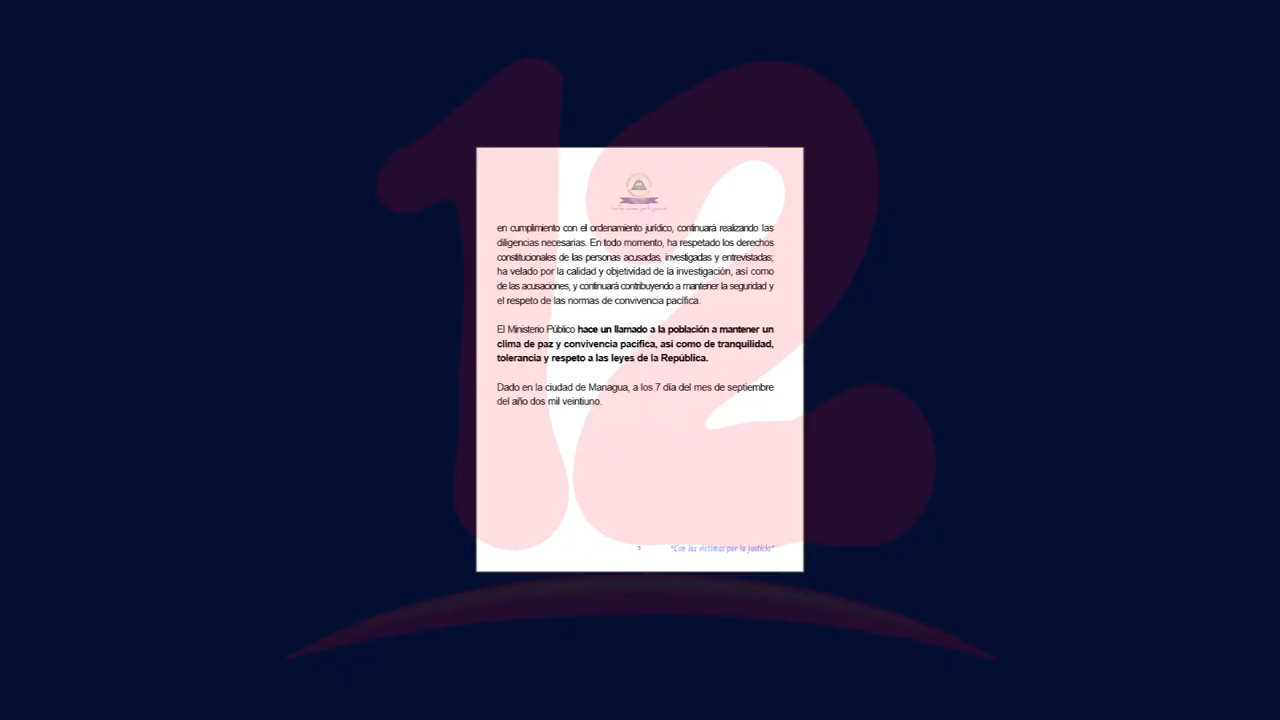 12
en cumplimiento con el ordenamiento jurídico, continuará realizando las
diligencias necesarias. En todo momento, ha respetado los derechos
constitucionales de las personas acusadas, investigadas y entrevistadas;
ha velado por la calidad y objetividad de la investigación, así como
de las acusaciones, y continuará contribuyendo a mantener la seguridad y
el respeto de las normas de convivencia pacífica.
El Ministerio Público hace un llamado a la población a mantener un
clima de paz y convivencia pacífica, así como de tranquilidad,
tolerancia y respeto a las leyes de la República.
Dado en la ciudad de Managua, a los 7 día del mes de septiembre
del año dos mil veintiuno.
3
"Con las víctimas por la justicia"